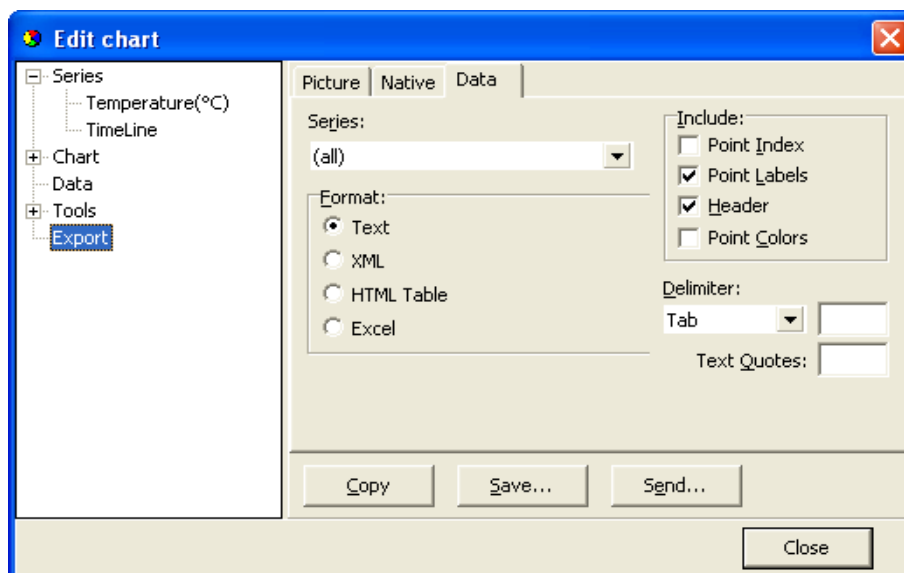 Edit chart
Series
Temperature(°C)
TimeLine
Chart
Data
Tools
Export
Picture
Native
Data
Series:
(all)
Format:
Text
XML
HTML Table
Excel
Include:
Point Index
Point Labels
Header
Point Colors
Delimiter:
Tab
Text Quotes:
Copy
Save...
Send...
Close